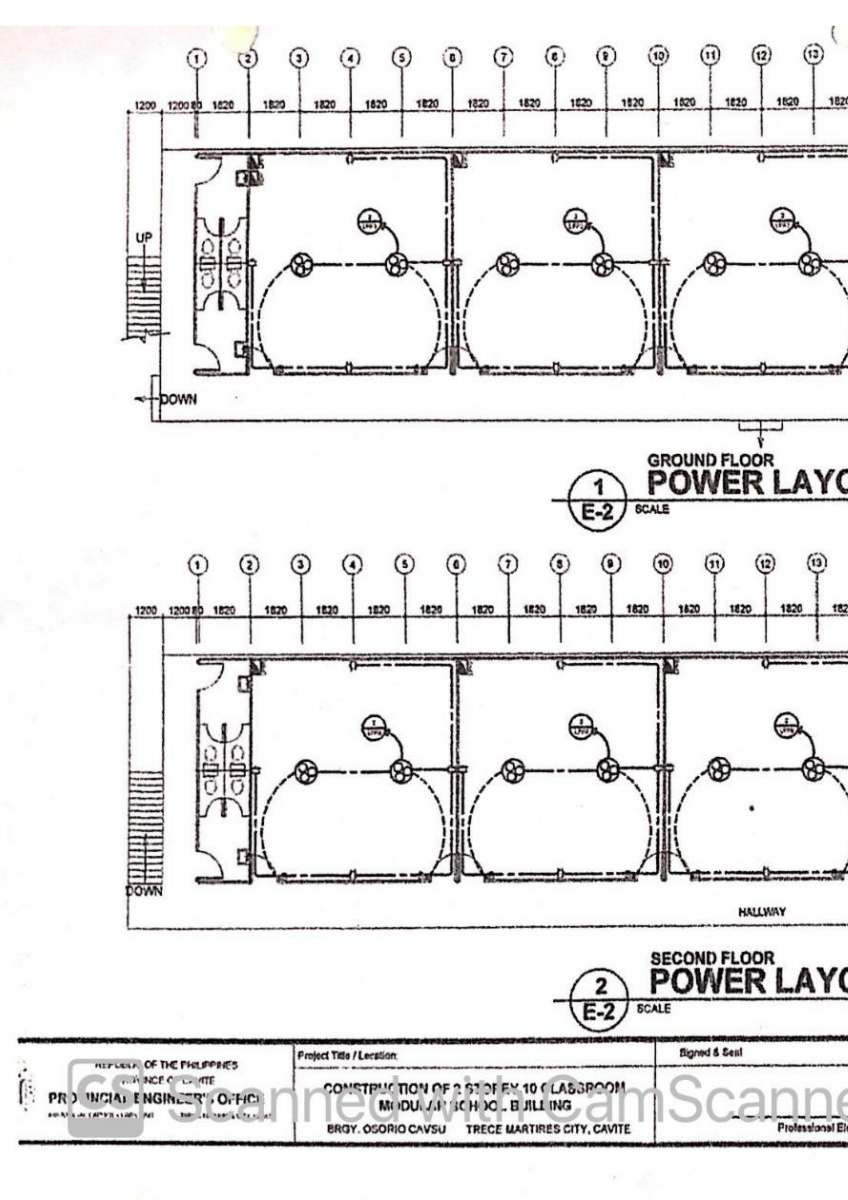 1 2 3 4 5 6 7 8 9 10 11 12 13
1200 1200 80 1820 1820 1820 1820 1820 1820 1820 1820 1820 1820 1820 1820 182
UP
DOWN
GROUND FLOOR
1 POWER LAYO
E-2 SCALE
1 2 3 4 5 6 7 8 9 10 11 12 13
1200 1200 80 1820 1820 1820 1820 1820 1820 1820 1820 1820 1820 1820 1820 182
DOWN
HALLWAY
SECOND FLOOR
2 POWER LAYO
E-2 SCALE
REPUBLIC OF THE PHILIPPINES
PROVINCE OF CAVITE
PROVINCIAL ENGINEER'S OFFICE
Project Title / Location:
CONSTRUCTION OF 2 STOREY 10 CLASSROOM
MODULAR SCHOOL BUILDING
BRGY. OSORIO CAVSU TRECE MARTIRES CITY, CAVITE
Signed & Seal
Professional El
CS Scanned with CamScanne